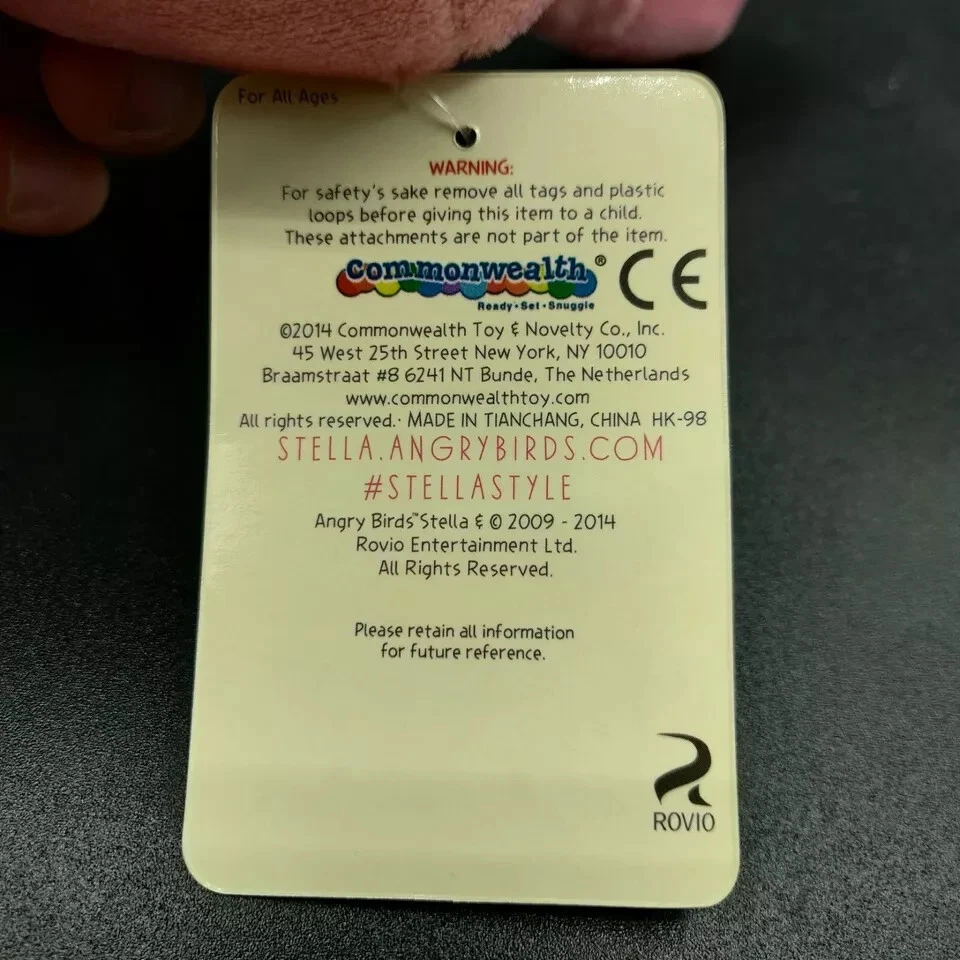 For All Ages
WARNING:
For safety's sake remove all tags and plastic
loops before giving this item to a child.
These attachments are not part of the item.
commonwealth® CE
Ready • Set • Snuggle
©2014 Commonwealth Toy & Novelty Co., Inc.
45 West 25th Street New York, NY 10010
Braamstraat #8 6241 NT Bunde, The Netherlands
www.commonwealthtoy.com
All rights reserved.· MADE IN TIANCHANG, CHINA HK-98
STELLA.ANGRYBIRDS.COM
#STELLASTYLE
Angry Birds™ Stella & © 2009 - 2014
Rovio Entertainment Ltd.
All Rights Reserved.
Please retain all information
for future reference.
ROVIO